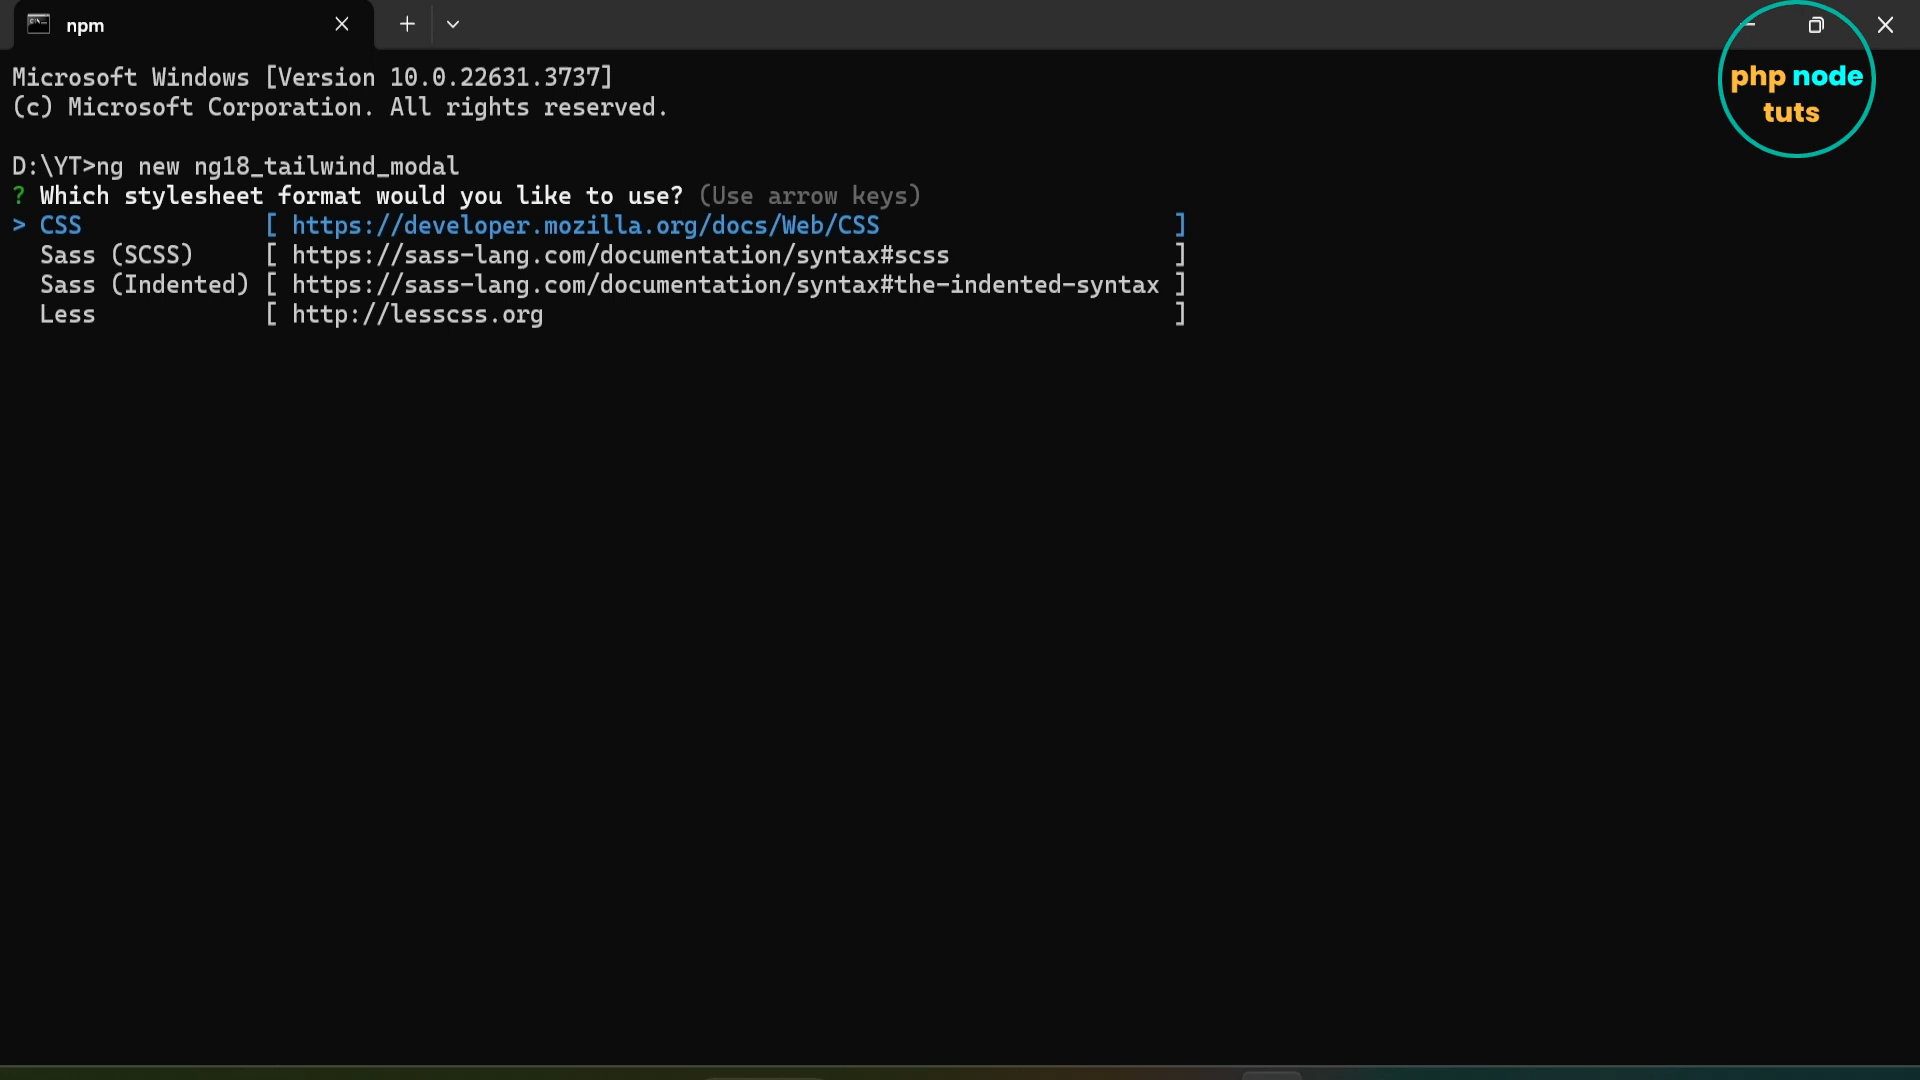 npm
Microsoft Windows [Version 10.0.22631.3737]
(c) Microsoft Corporation. All rights reserved.
D:\YT>ng new ng18_tailwind_modal
? Which stylesheet format would you like to use? (Use arrow keys)
> CSS [ https://developer.mozilla.org/docs/Web/CSS ]
Sass (SCSS) [ https://sass-lang.com/documentation/syntax#scss ]
Sass (Indented) [ https://sass-lang.com/documentation/syntax#the-indented-syntax ]
Less [ http://lesscss.org ]
php node
tuts